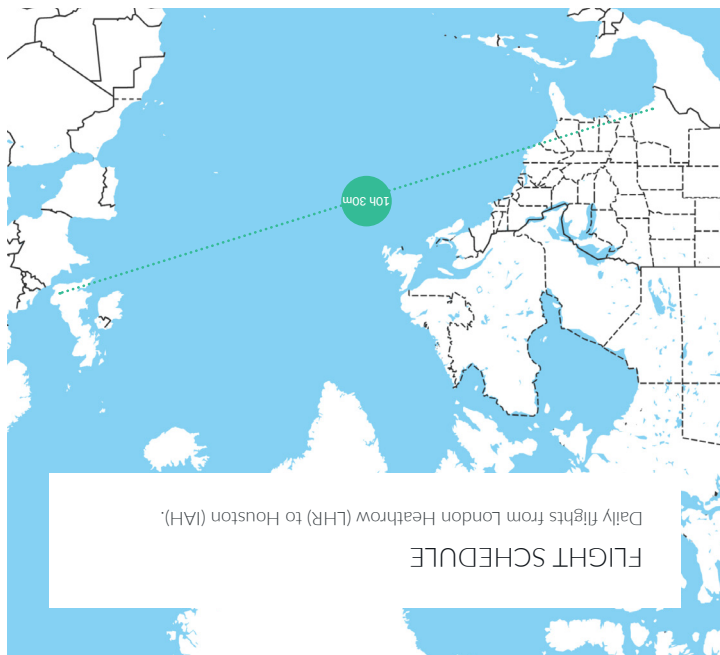 FLIGHT SCHEDULE
Daily flights from London Heathrow (LHR) to Houston (IAH).
10h 30m